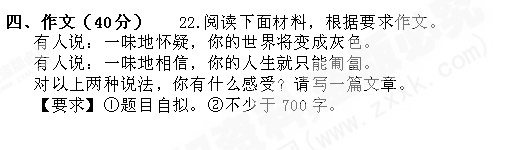 四、作文（40分）    22.阅读下面材料，根据要求作文。
有人说：一味地怀疑，你的世界将变成灰色。
有人说：一味地相信，你的人生就只能匍匐。
对以上两种说法，你有什么感受？请写一篇文章。
【要求】①题目自拟。②不少于 700 字。